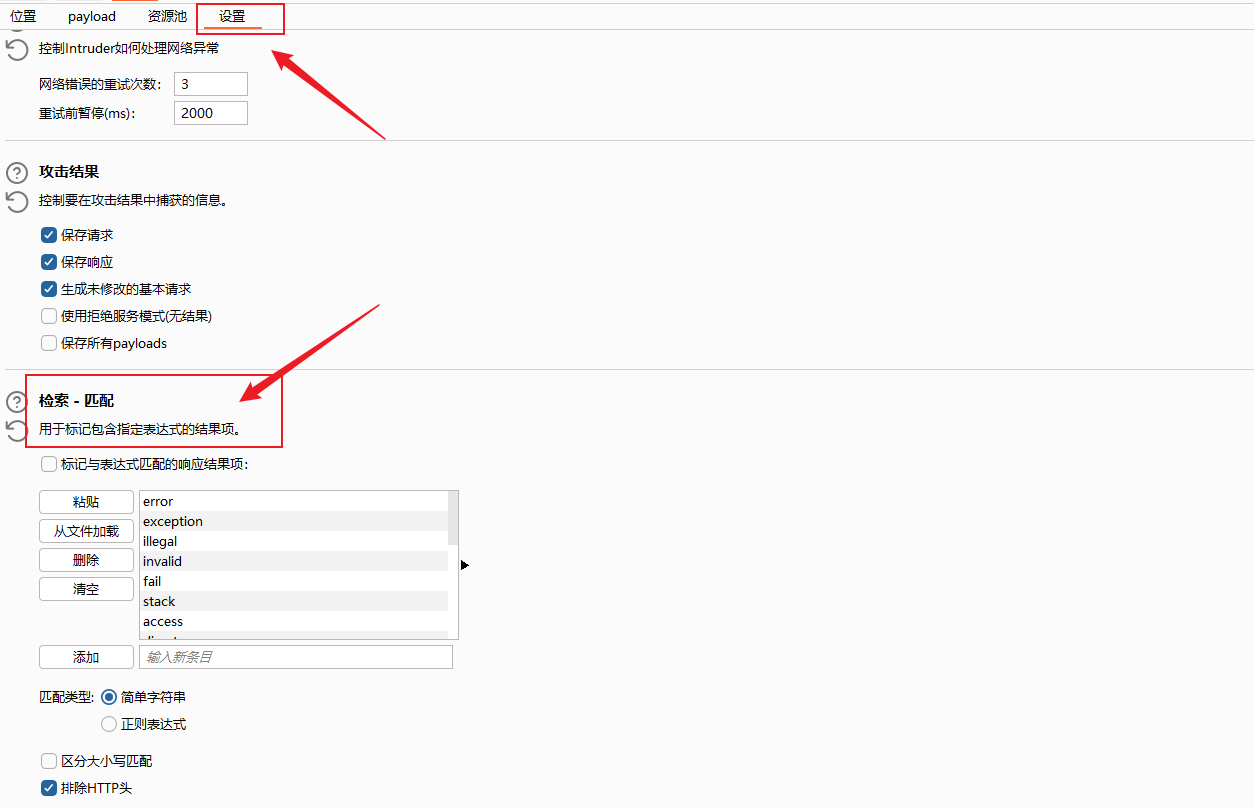 位置 payload 资源池 设置
控制Intruder如何处理网络异常
网络错误的重试次数: 3
重试前暂停(ms): 2000
攻击结果
控制要在攻击结果中捕获的信息。
保存请求
保存响应
生成未修改的基本请求
使用拒绝服务模式(无结果)
保存所有payloads
检索 - 匹配
用于标记包含指定表达式的结果项。
标记与表达式匹配的响应结果项:
粘贴
从文件加载
删除
清空
error
exception
illegal
invalid
fail
stack
access
添加 输入新条目
匹配类型: 简单字符串
正则表达式
区分大小写匹配
排除HTTP头